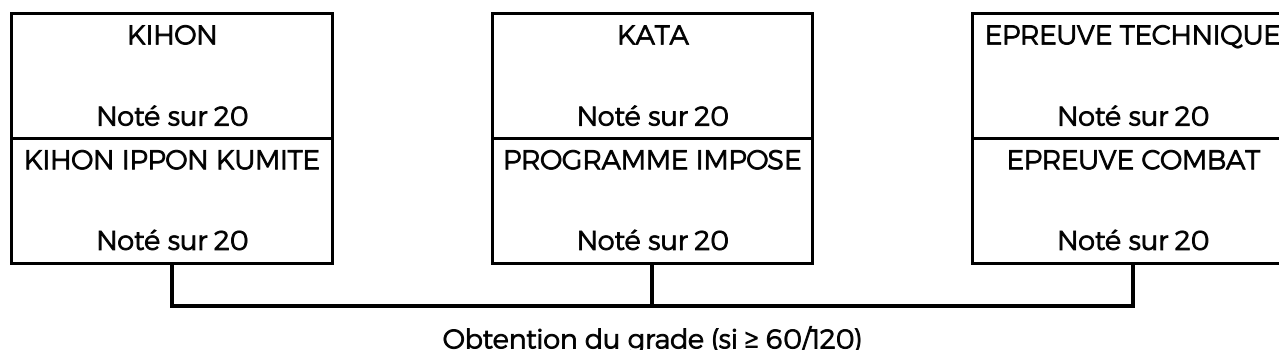 KIHON
Noté sur 20
KIHON IPPON KUMITE
Noté sur 20
KATA
Noté sur 20
PROGRAMME IMPOSE
Noté sur 20
EPREUVE TECHNIQUE
Noté sur 20
EPREUVE COMBAT
Noté sur 20
Obtention du grade (si ≥ 60/120)